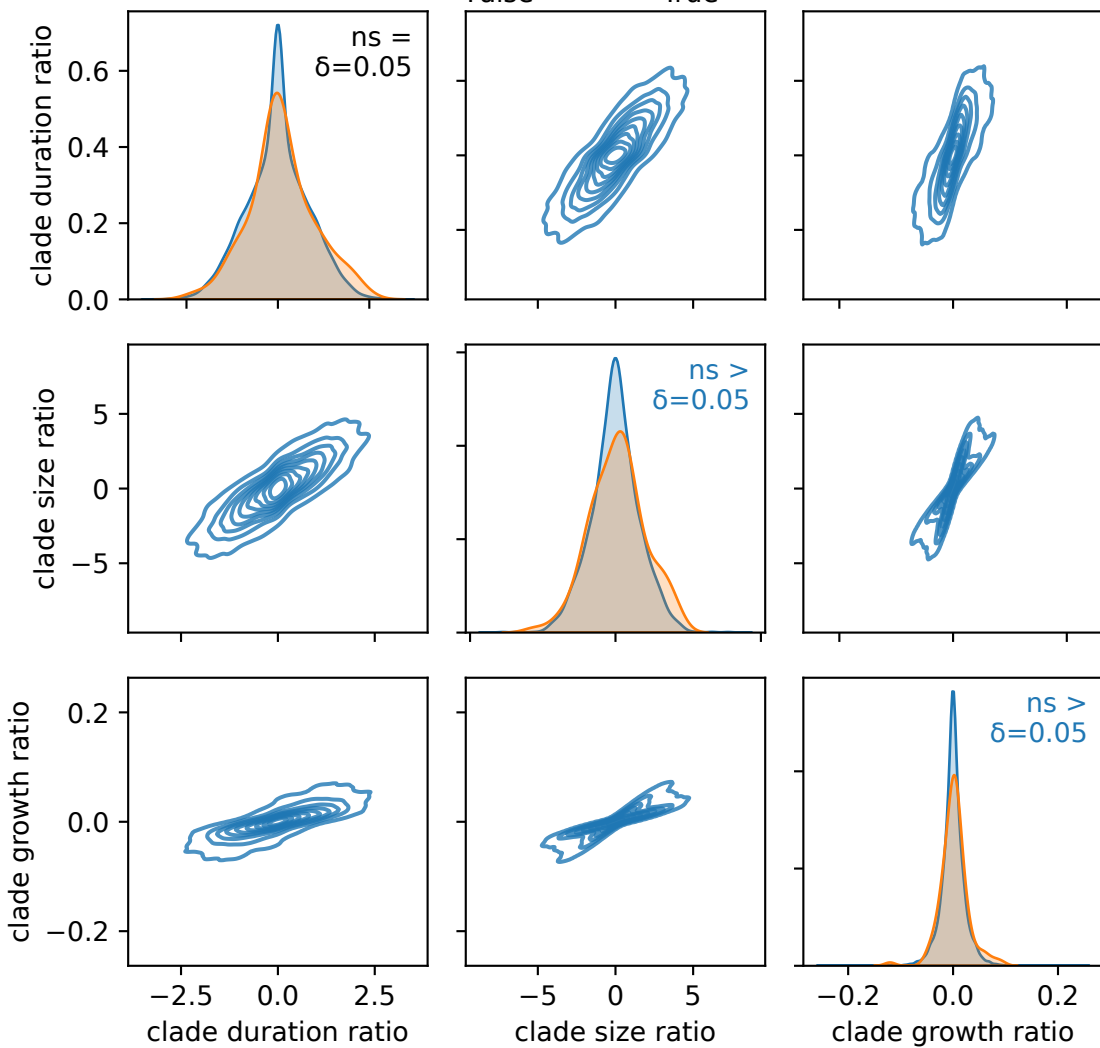 clade duration ratio
0.6
0.4
0.2
0.0
ns =
δ=0.05
clade size ratio
5
0
−5
ns >
δ=0.05
clade growth ratio
0.2
0.0
−0.2
ns >
δ=0.05
−2.5 0.0 2.5
−5 0 5
−0.2 0.0 0.2
clade duration ratio
clade size ratio
clade growth ratio